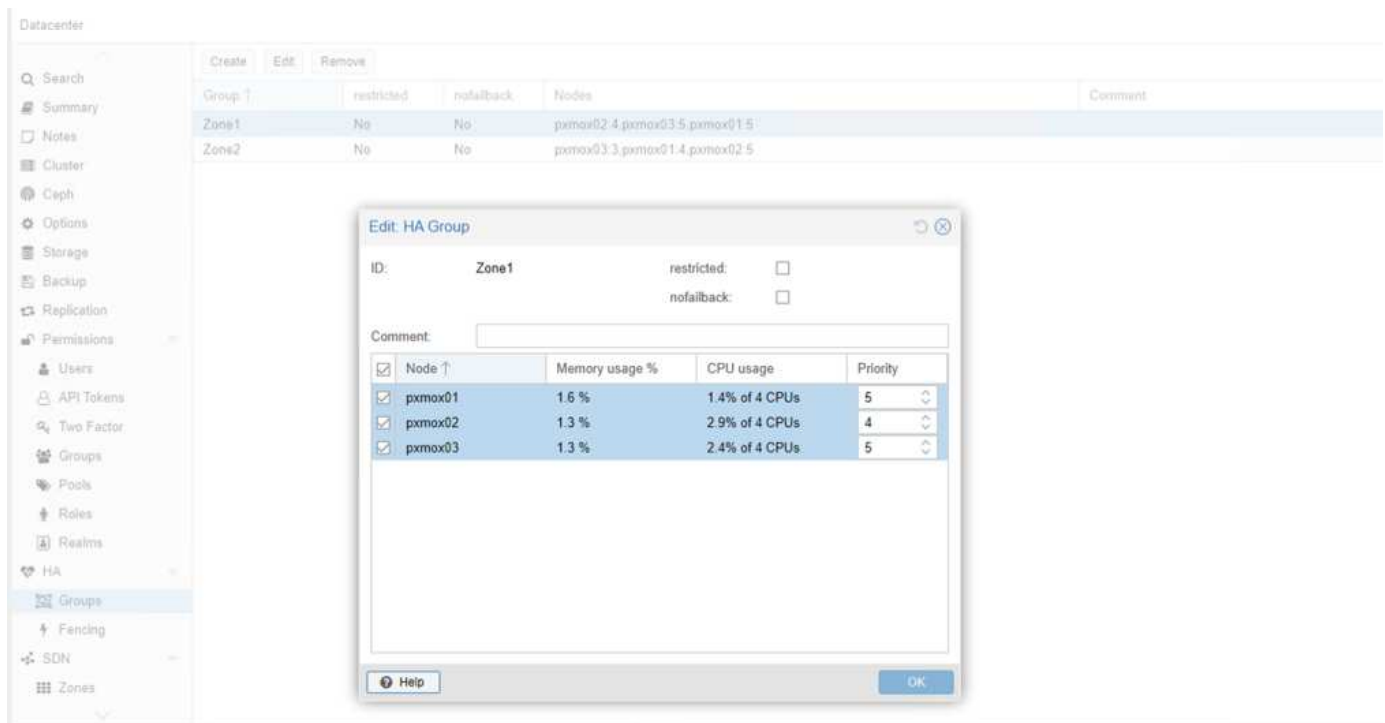 Datacenter
Search
Summary
Notes
Cluster
Ceph
Options
Storage
Backup
Replication
Permissions
Users
API Tokens
Two Factor
Groups
Pools
Roles
Realms
HA
Groups
Fencing
SDN
Zones
Create Edit Remove
Group ↑ restricted nofailback Nodes Comment
Zone1 No No pxmox02:4,pxmox03:5,pxmox01:5
Zone2 No No pxmox03:3,pxmox01:4,pxmox02:5
Edit: HA Group
ID: Zone1 restricted:
nofailback:
Comment:
Node ↑ Memory usage % CPU usage Priority
pxmox01 1.6 % 1.4% of 4 CPUs 5
pxmox02 1.3 % 2.9% of 4 CPUs 4
pxmox03 1.3 % 2.4% of 4 CPUs 5
Help OK